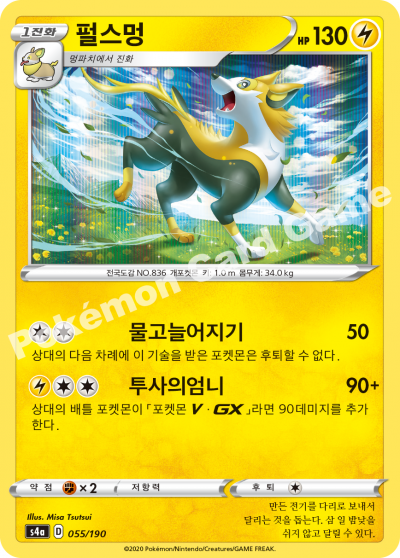 1진화
펄스멍
HP 130
멍파치에서 진화
전국도감 NO.836 개포켓몬 키: 1.0 m 몸무게: 34.0 kg
물고늘어지기 50
상대의 다음 차례에 이 기술을 받은 포켓몬은 후퇴할 수 없다.
투사의엄니 90+
상대의 배틀 포켓몬이 「포켓몬 V · GX」라면 90데미지를 추가
한다.
약점 ×2 저항력 후퇴
Illus. Misa Tsutsui
만든 전기를 다리로 보내서
달리는 것을 돕는다. 삼 일 밤낮을
쉬지 않고 달릴 수 있다.
s4a D 055/190
©2020 Pokémon/Nintendo/Creatures/GAME FREAK.
Pokémon Card Game